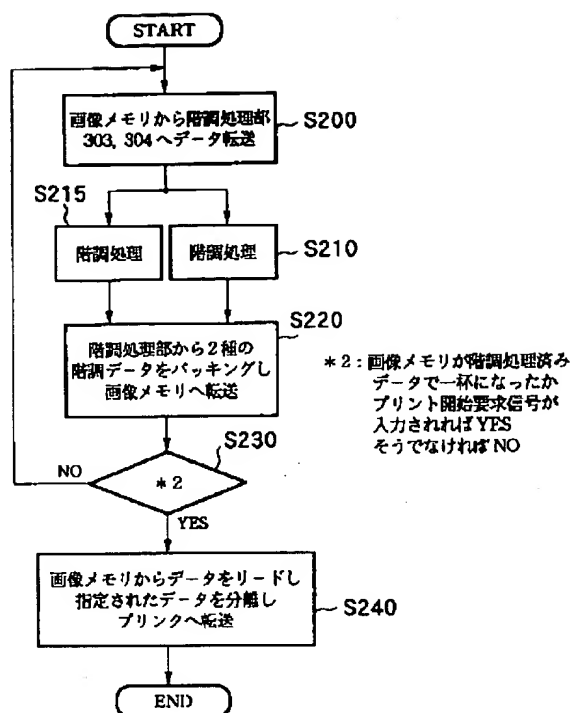 START
画像メモリから階調処理部
303, 304へデータ転送
S200
S215
階調処理
階調処理
S210
S220
階調処理部から2種の
階調データをパッキングし
画像メモリへ転送
*2:画像メモリが階調処理済み
データで一杯になったか
プリント開始要求信号が
入力されればYES
そうでなければNO
S230
NO
*2
YES
画像メモリからデータをリードし
指定されたデータを分離し
プリンクへ転送
S240
END